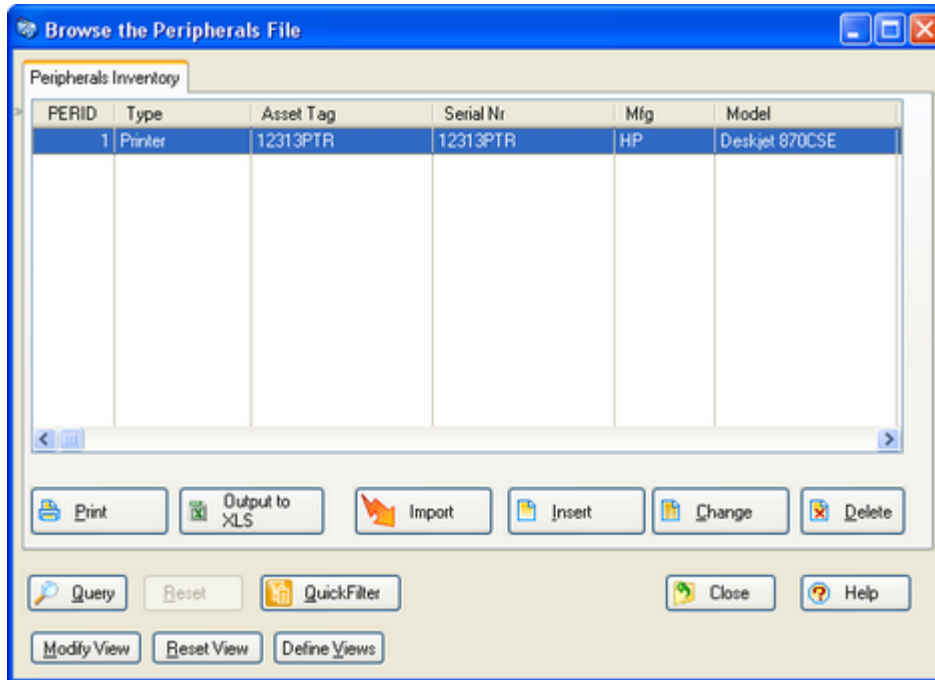 Browse the Peripherals File
Peripherals Inventory
PERID Type Asset Tag Serial Nr Mfg Model
1 Printer 12313PTR 12313PTR HP Deskjet 870CSE
Print Output to XLS Import Insert Change Delete
Query Reset QuickFilter Close Help
Modify View Reset View Define Views